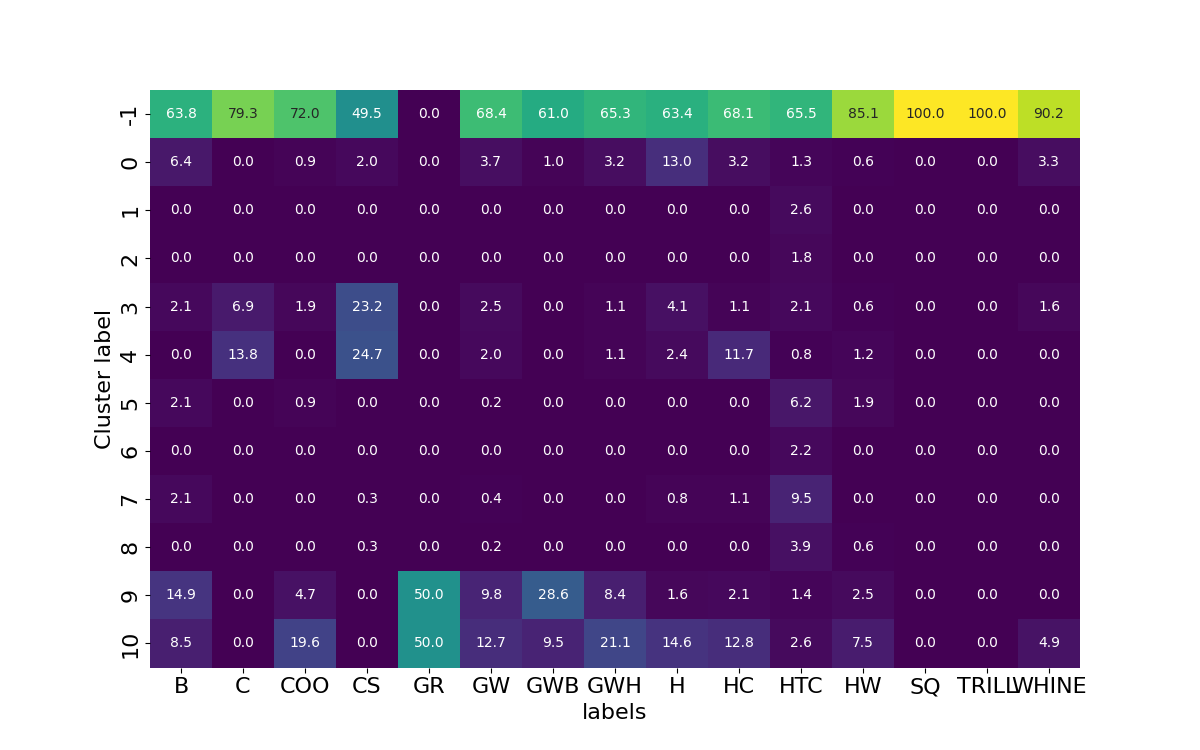 -1 63.8 79.3 72.0 49.5 0.0 68.4 61.0 65.3 63.4 68.1 65.5 85.1 100.0 100.0 90.2
0 6.4 0.0 0.9 2.0 0.0 3.7 1.0 3.2 13.0 3.2 1.3 0.6 0.0 0.0 3.3
1 0.0 0.0 0.0 0.0 0.0 0.0 0.0 0.0 0.0 0.0 2.6 0.0 0.0 0.0 0.0
2 0.0 0.0 0.0 0.0 0.0 0.0 0.0 0.0 0.0 0.0 1.8 0.0 0.0 0.0 0.0
3 2.1 6.9 1.9 23.2 0.0 2.5 0.0 1.1 4.1 1.1 2.1 0.6 0.0 0.0 1.6
4 0.0 13.8 0.0 24.7 0.0 2.0 0.0 1.1 2.4 11.7 0.8 1.2 0.0 0.0 0.0
5 2.1 0.0 0.9 0.0 0.0 0.2 0.0 0.0 0.0 0.0 6.2 1.9 0.0 0.0 0.0
6 0.0 0.0 0.0 0.0 0.0 0.0 0.0 0.0 0.0 0.0 2.2 0.0 0.0 0.0 0.0
7 2.1 0.0 0.0 0.3 0.0 0.4 0.0 0.0 0.8 1.1 9.5 0.0 0.0 0.0 0.0
8 0.0 0.0 0.0 0.3 0.0 0.2 0.0 0.0 0.0 0.0 3.9 0.6 0.0 0.0 0.0
9 14.9 0.0 4.7 0.0 50.0 9.8 28.6 8.4 1.6 2.1 1.4 2.5 0.0 0.0 0.0
10 8.5 0.0 19.6 0.0 50.0 12.7 9.5 21.1 14.6 12.8 2.6 7.5 0.0 0.0 4.9
Cluster label
B C COO CS GR GW GWB GWH H HC HTC HW SQ TRILL WHINE
labels